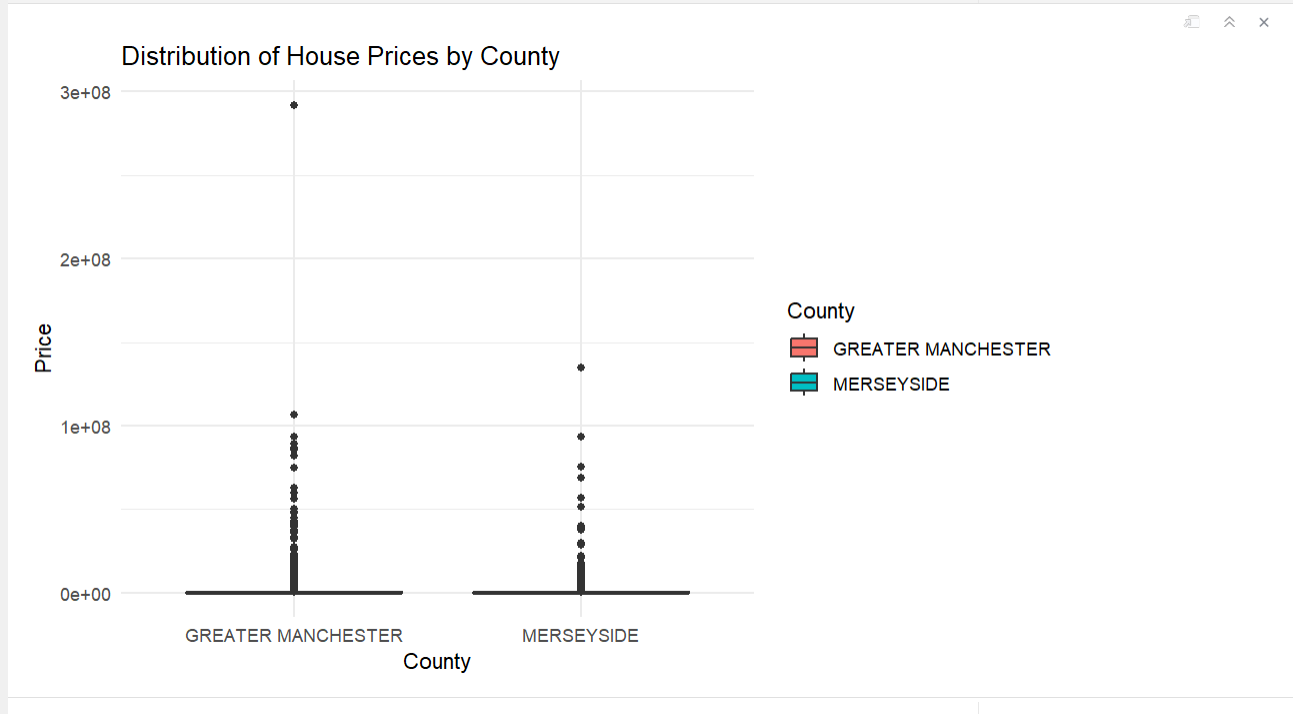 Distribution of House Prices by County
3e+08
2e+08
1e+08
0e+00
Price
GREATER MANCHESTER
MERSEYSIDE
County
County
GREATER MANCHESTER
MERSEYSIDE